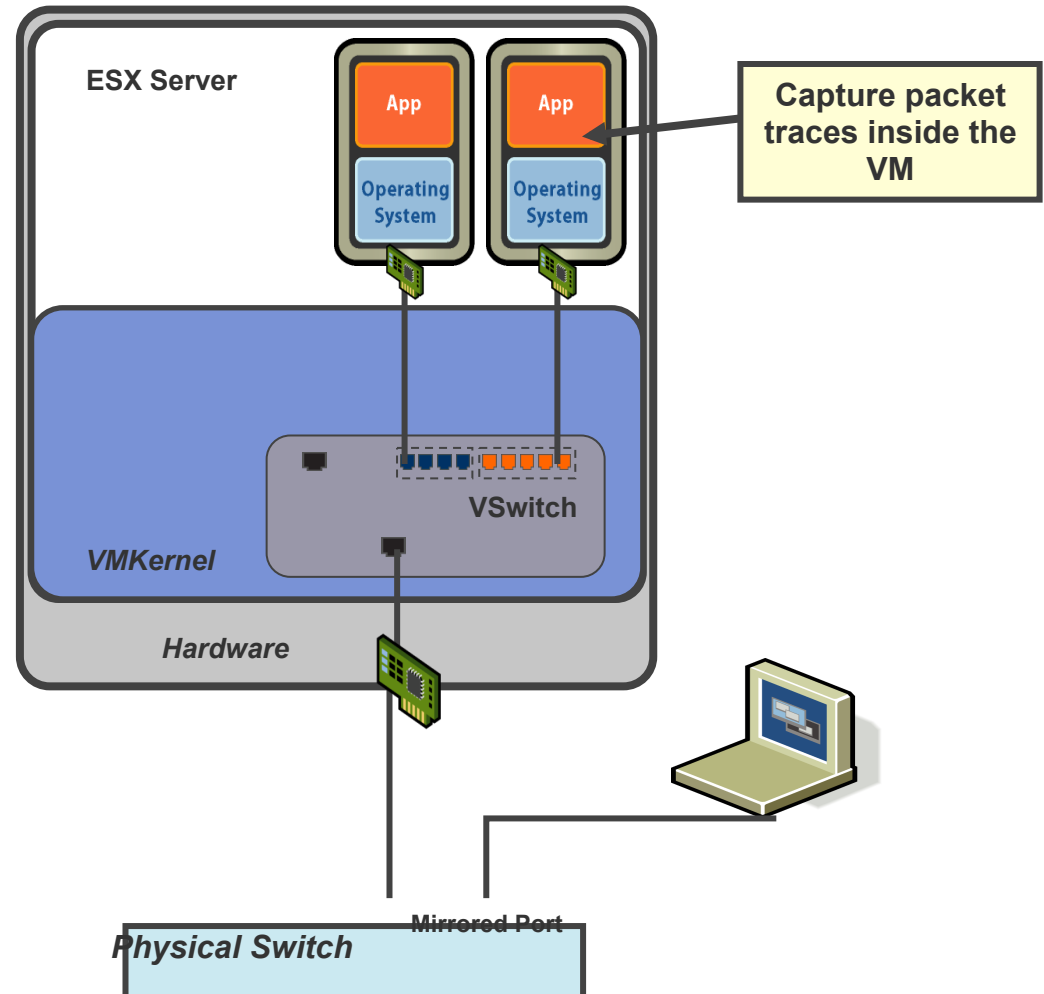 ESX Server
App
App
Capture packet
traces inside the
VM
Operating
System
Operating
System
VSwitch
VMKernel
Hardware
Mirrored Port
Physical Switch